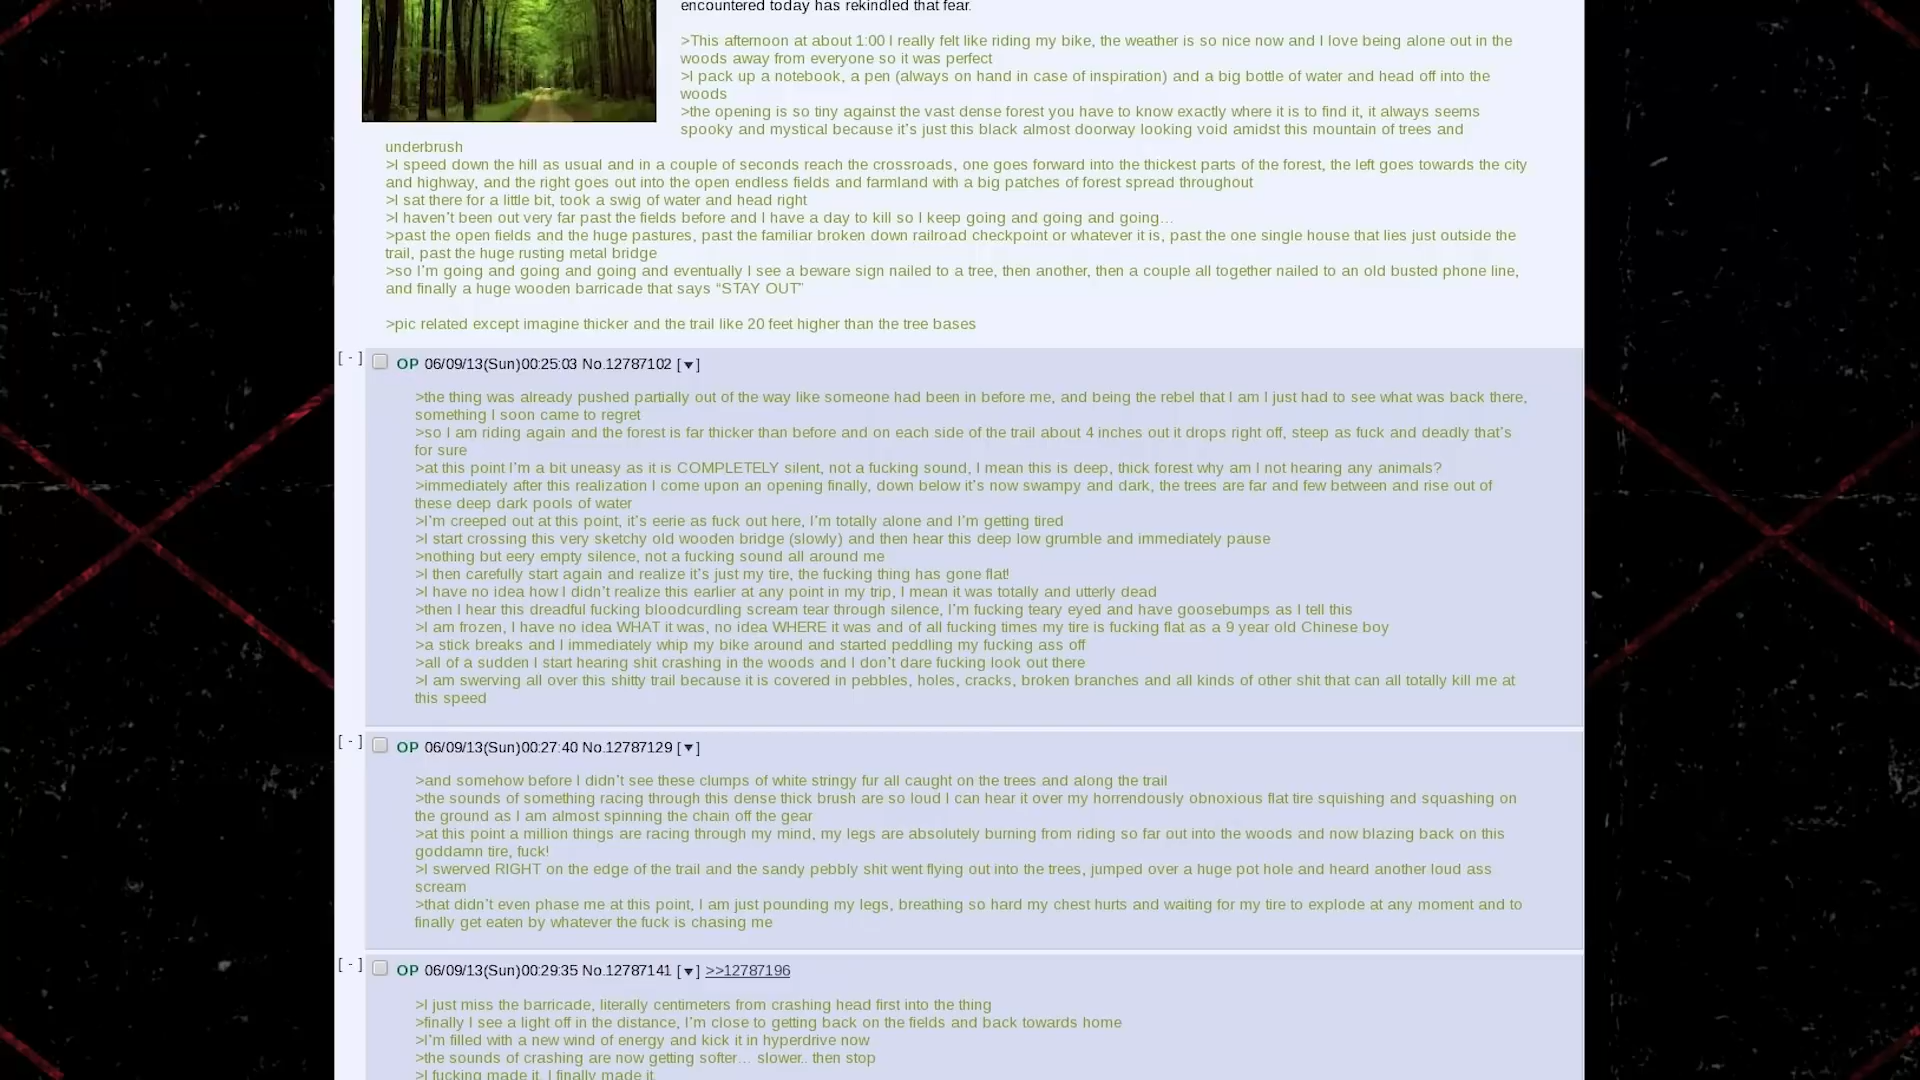 encountered today has rekindled that fear.
>This afternoon at about 1:00 I really felt like riding my bike, the weather is so nice now and I love being alone out in the
woods away from everyone so it was perfect
>I pack up a notebook, a pen (always on hand in case of inspiration) and a big bottle of water and head off into the
woods
>the opening is so tiny against the vast dense forest you have to know exactly where it is to find it, it always seems
spooky and mystical because it's just this black almost doorway looking void amidst this mountain of trees and
underbrush
>I speed down the hill as usual and in a couple of seconds reach the crossroads, one goes forward into the thickest parts of the forest, the left goes towards the city
and highway, and the right goes out into the open endless fields and farmland with a big patches of forest spread throughout
>I sat there for a little bit, took a swig of water and head right
>I haven't been out very far past the fields before and I have a day to kill so I keep going and going and going...
>past the open fields and the huge pastures, past the familiar broken down railroad checkpoint or whatever it is, past the one single house that lies just outside the
trail, past the huge rusting metal bridge
>so I'm going and going and going and eventually I see a beware sign nailed to a tree, then another, then a couple all together nailed to an old busted phone line,
and finally a huge wooden barricade that says “STAY OUT”
>pic related except imagine thicker and the trail like 20 feet higher than the tree bases
[ - ] OP 06/09/13(Sun)00:25:03 No.12787102 [▼]
>the thing was already pushed partially out of the way like someone had been in before me, and being the rebel that I am I just had to see what was back there,
something I soon came to regret
>so I am riding again and the forest is far thicker than before and on each side of the trail about 4 inches out it drops right off, steep as fuck and deadly that's
for sure
>at this point I'm a bit uneasy as it is COMPLETELY silent, not a fucking sound, I mean this is deep, thick forest why am I not hearing any animals?
>immediately after this realization I come upon an opening finally, down below it's now swampy and dark, the trees are far and few between and rise out of
these deep dark pools of water
>I'm creeped out at this point, it's eerie as fuck out here, I'm totally alone and I'm getting tired
>I start crossing this very sketchy old wooden bridge (slowly) and then hear this deep low grumble and immediately pause
>nothing but eery empty silence, not a fucking sound all around me
>I then carefully start again and realize it's just my tire, the fucking thing has gone flat!
>I have no idea how I didn't realize this earlier at any point in my trip, I mean it was totally and utterly dead
>then I hear this dreadful fucking bloodcurdling scream tear through silence, I'm fucking teary eyed and have goosebumps as I tell this
>I am frozen, I have no idea WHAT it was, no idea WHERE it was and of all fucking times my tire is fucking flat as a 9 year old Chinese boy
>a stick breaks and I immediately whip my bike around and started peddling my fucking ass off
>all of a sudden I start hearing shit crashing in the woods and I don't dare fucking look out there
>I am swerving all over this shitty trail because it is covered in pebbles, holes, cracks, broken branches and all kinds of other shit that can all totally kill me at
this speed
[ - ] OP 06/09/13(Sun)00:27:40 No.12787129 [▼]
>and somehow before I didn't see these clumps of white stringy fur all caught on the trees and along the trail
>the sounds of something racing through this dense thick brush are so loud I can hear it over my horrendously obnoxious flat tire squishing and squashing on
the ground as I am almost spinning the chain off the gear
>at this point a million things are racing through my mind, my legs are absolutely burning from riding so far out into the woods and now blazing back on this
goddamn tire, fuck!
>I swerved RIGHT on the edge of the trail and the sandy pebbly shit went flying out into the trees, jumped over a huge pot hole and heard another loud ass
scream
>that didn't even phase me at this point, I am just pounding my legs, breathing so hard my chest hurts and waiting for my tire to explode at any moment and to
finally get eaten by whatever the fuck is chasing me
[ - ] OP 06/09/13(Sun)00:29:35 No.12787141 [▼] >>12787196
>I just miss the barricade, literally centimeters from crashing head first into the thing
>finally I see a light off in the distance, I'm close to getting back on the fields and back towards home
>I'm filled with a new wind of energy and kick it in hyperdrive now
>the sounds of crashing are now getting softer... slower.. then stop
>I fucking made it, I finally made it